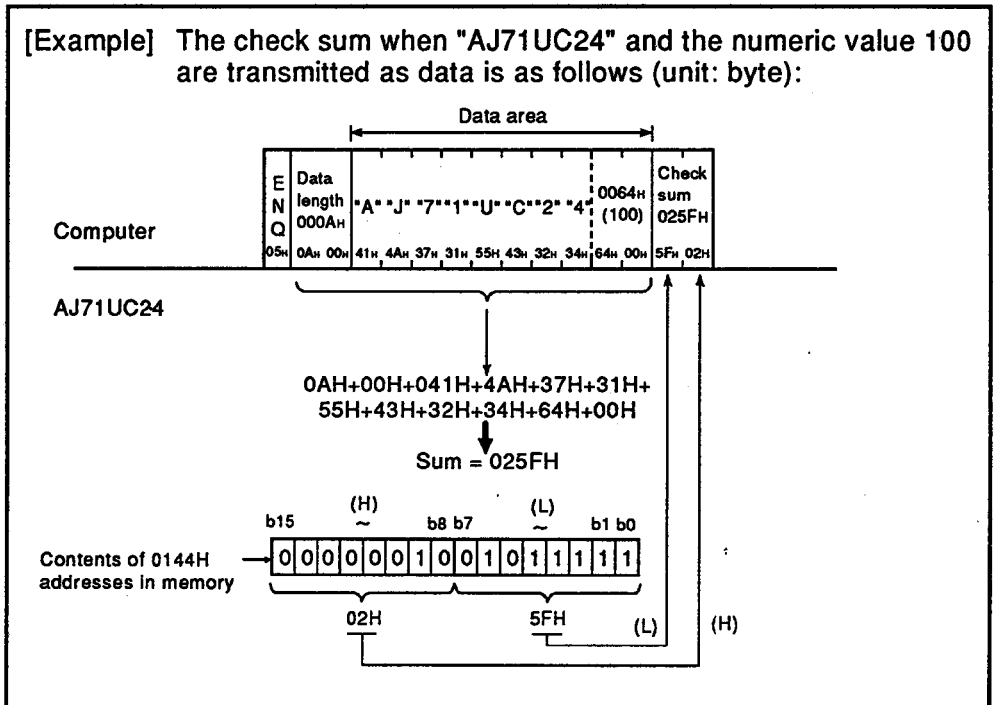 [Example] The check sum when "AJ71UC24" and the numeric value 100
are transmitted as data is as follows (unit: byte):
Data area
E N Q
Data length 000AH
"A" "J" "7" "1" "U" "C" "2" "4"
0064H (100)
Check sum 025FH
Computer
05H 0AH 00H 41H 4AH 37H 31H 55H 43H 32H 34H 64H 00H 5FH 02H
AJ71UC24
0AH+00H+041H+4AH+37H+31H+
55H+43H+32H+34H+64H+00H
Sum = 025FH
(H) (L)
b15 ~ b8 b7 ~ b1 b0
Contents of 0144H
addresses in memory
0 0 0 0 0 0 1 0 0 1 0 1 1 1 1 1
02H 5FH (L) (H)